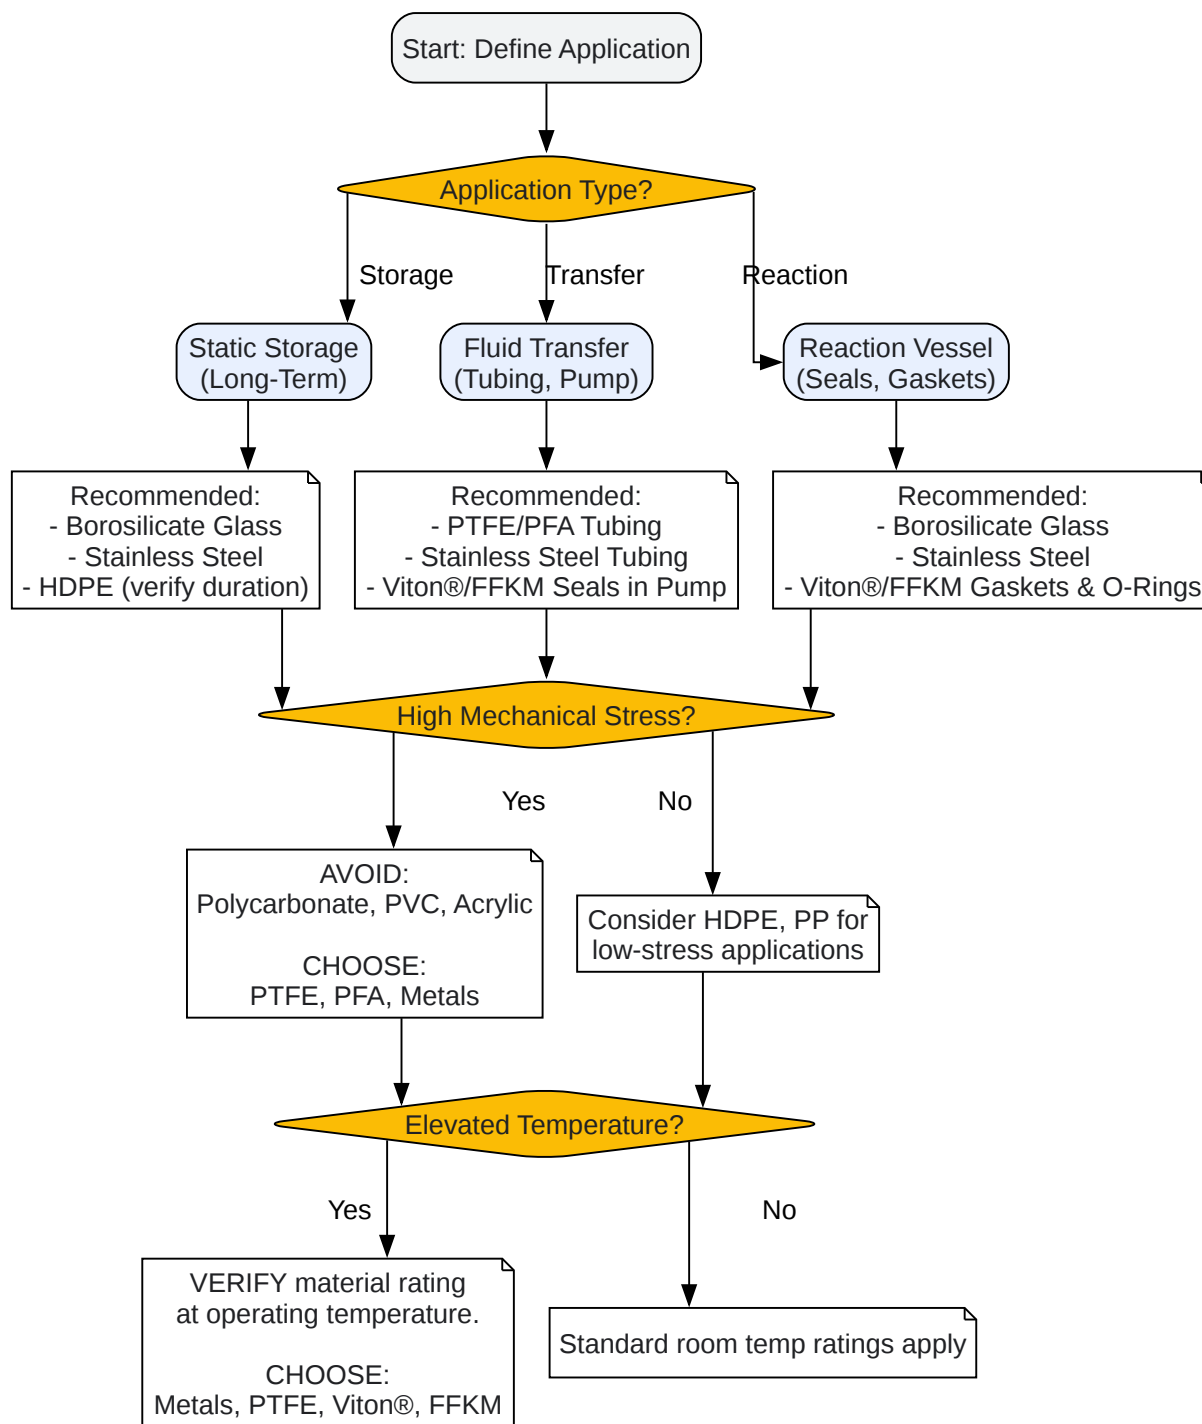 Start: Define Application
Application Type?
Storage
Transfer
Reaction
Static Storage
(Long-Term)
Fluid Transfer
(Tubing, Pump)
Reaction Vessel
(Seals, Gaskets)
Recommended:
- Borosilicate Glass
- Stainless Steel
- HDPE (verify duration)
Recommended:
- PTFE/PFA Tubing
- Stainless Steel Tubing
- Viton®/FFKM Seals in Pump
Recommended:
- Borosilicate Glass
- Stainless Steel
- Viton®/FFKM Gaskets & O-Rings
High Mechanical Stress?
Yes
No
AVOID:
Polycarbonate, PVC, Acrylic
CHOOSE:
PTFE, PFA, Metals
Consider HDPE, PP for
low-stress applications
Elevated Temperature?
Yes
No
VERIFY material rating
at operating temperature.
CHOOSE:
Metals, PTFE, Viton®, FFKM
Standard room temp ratings apply